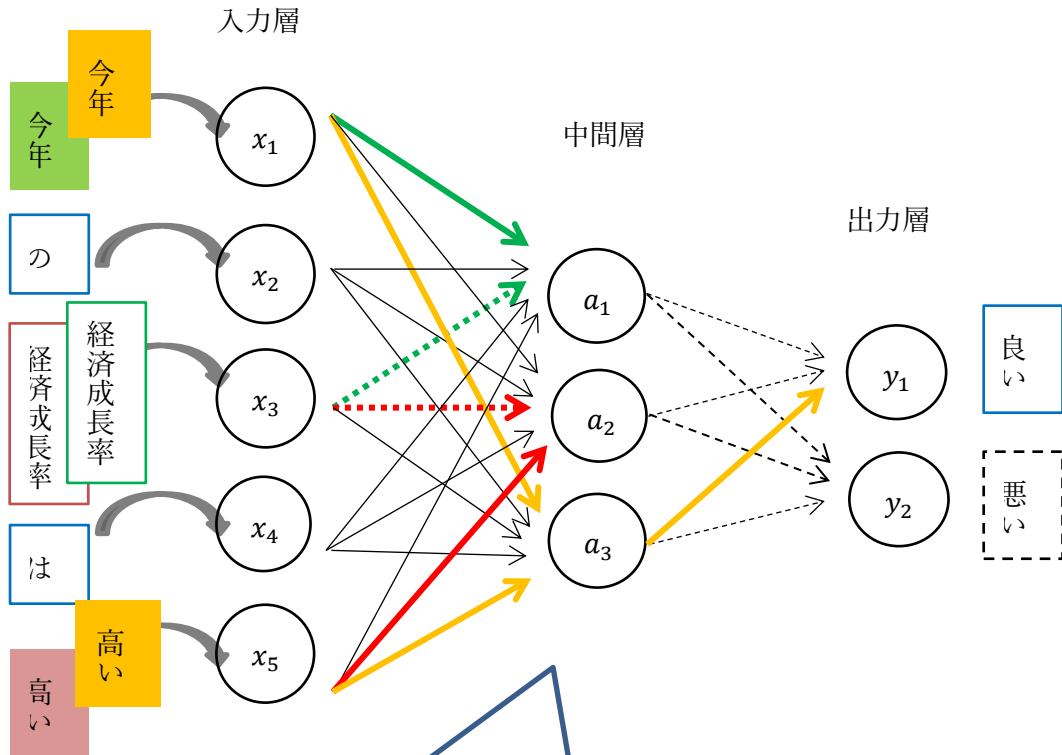 入力層
中間層
出力層
今年
今年
の
経済成長率
経済成長率
は
高い
高い
x₁
x₂
x₃
x₄
x₅
a₁
a₂
a₃
y₁
y₂
良い
悪い